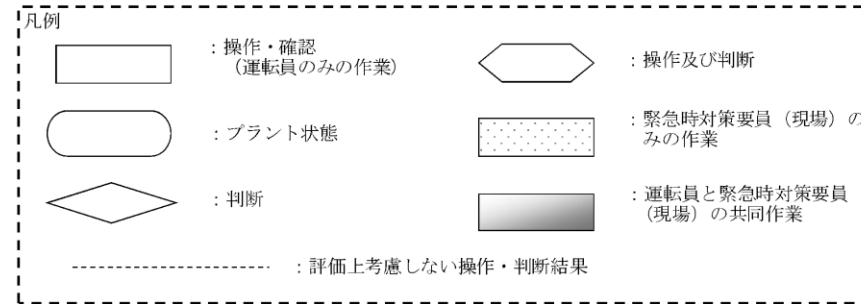 凡例
：操作・確認
（運転員のみの作業）
：操作及び判断
：プラント状態
：緊急時対策要員（現場）の
みの作業
：判断
：運転員と緊急時対策要員
（現場）の共同作業
：評価上考慮しない操作・判断結果